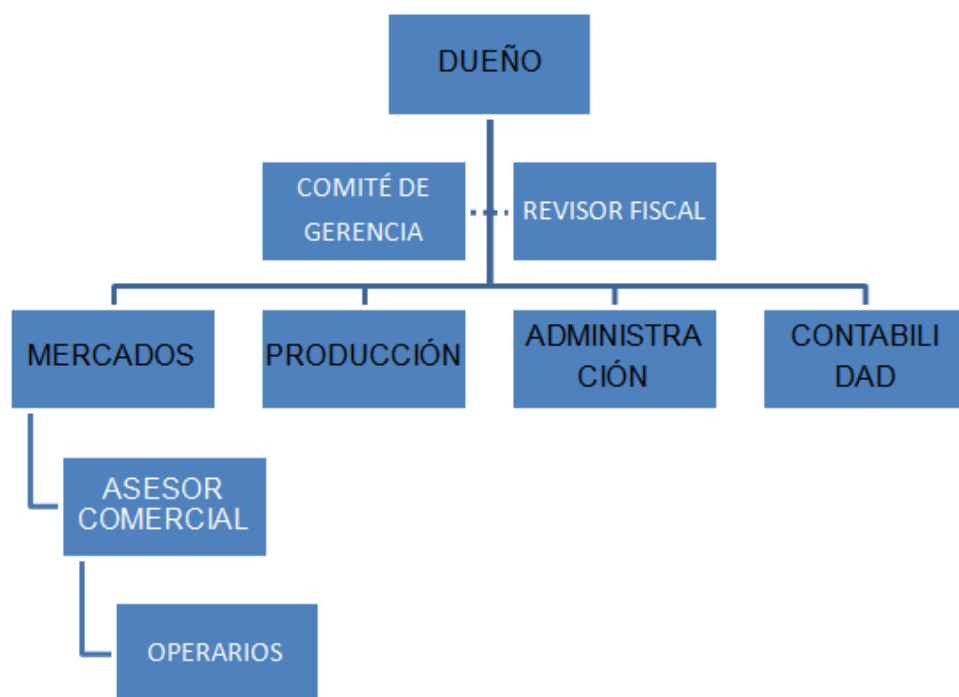 DUEÑO
COMITÉ DE
GERENCIA
REVISOR FISCAL
MERCADOS
PRODUCCIÓN
ADMINISTRA
CIÓN
CONTABILI
DAD
ASESOR
COMERCIAL
OPERARIOS